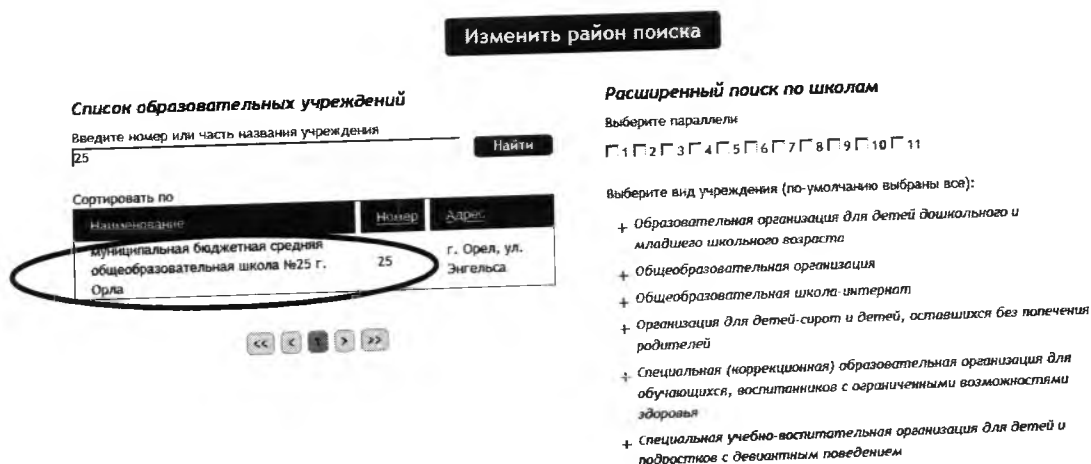 Изменить район поиска
Список образовательных учреждений
Введите номер или часть названия учреждения
25
Найти
Сортировать по
Наименование Номер Адрес
муниципальная бюджетная средняя
общеобразовательная школа №25 г.
Орла
25
г. Орел, ул.
Энгельса
<< < 1 > >>
Расширенный поиск по школам
Выберите параллели
1 2 3 4 5 6 7 8 9 10 11
Выберите вид учреждения (по-умолчанию выбраны все):
+ Образовательная организация для детей дошкольного и
младшего школьного возраста
+ Общеобразовательная организация
+ Общеобразовательная школа-интернат
+ Организация для детей-сирот и детей, оставшихся без попечения
родителей
+ Специальная (коррекционная) образовательная организация для
обучающихся, воспитанников с ограниченными возможностями
здоровья
+ Специальная учебно-воспитательная организация для детей и
подростков с девиантным поведением